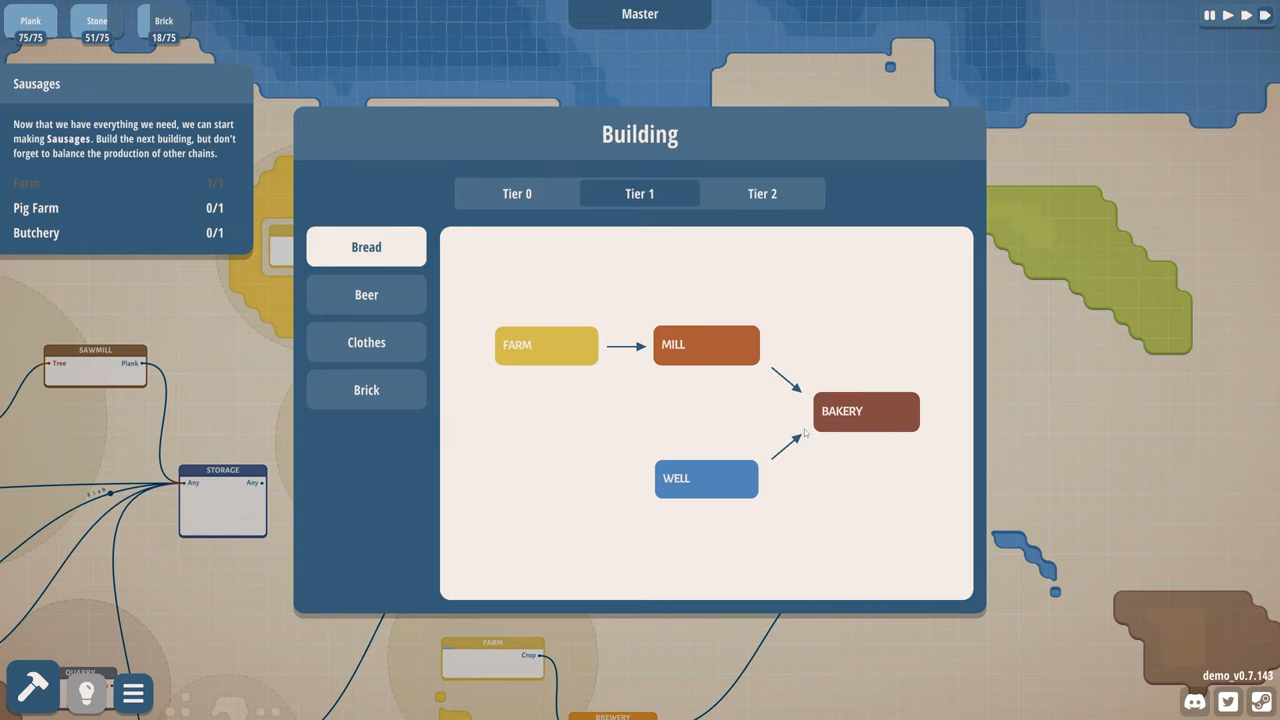 Plank
Stone
Brick
75/75
51/75
18/75
Master
Sausages
Now that we have everything we need, we can start
making Sausages. Build the next building, but don't
forget to balance the production of other chains.
Farm 1/1
Pig Farm 0/1
Butchery 0/1
Building
Tier 0
Tier 1
Tier 2
Bread
Beer
Clothes
Brick
FARM
MILL
BAKERY
WELL
SAWMILL
Tree Plank
STORAGE
Any Any
FARM
Crop
QUARRY
BREWERY
demo_v0.7.143